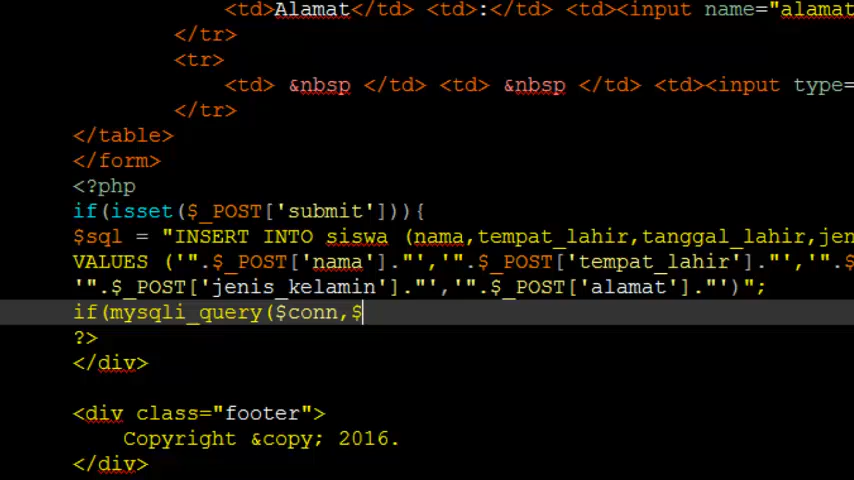 <td>Alamat</td> <td>:</td> <td><input name="alamat
</tr>
<tr>
<td> &nbsp </td> <td> &nbsp </td> <td><input type=
</tr>
</table>
</form>
<?php
if(isset($_POST['submit'])){
$sql = "INSERT INTO siswa (nama,tempat_lahir,tanggal_lahir,jen
VALUES ('".$_POST['nama']."','".$_POST['tempat_lahir']."','".$
'".$_POST['jenis_kelamin']."','".$_POST['alamat']."')";
if(mysqli_query($conn,$
?>
</div>
<div class="footer">
Copyright &copy; 2016.
</div>